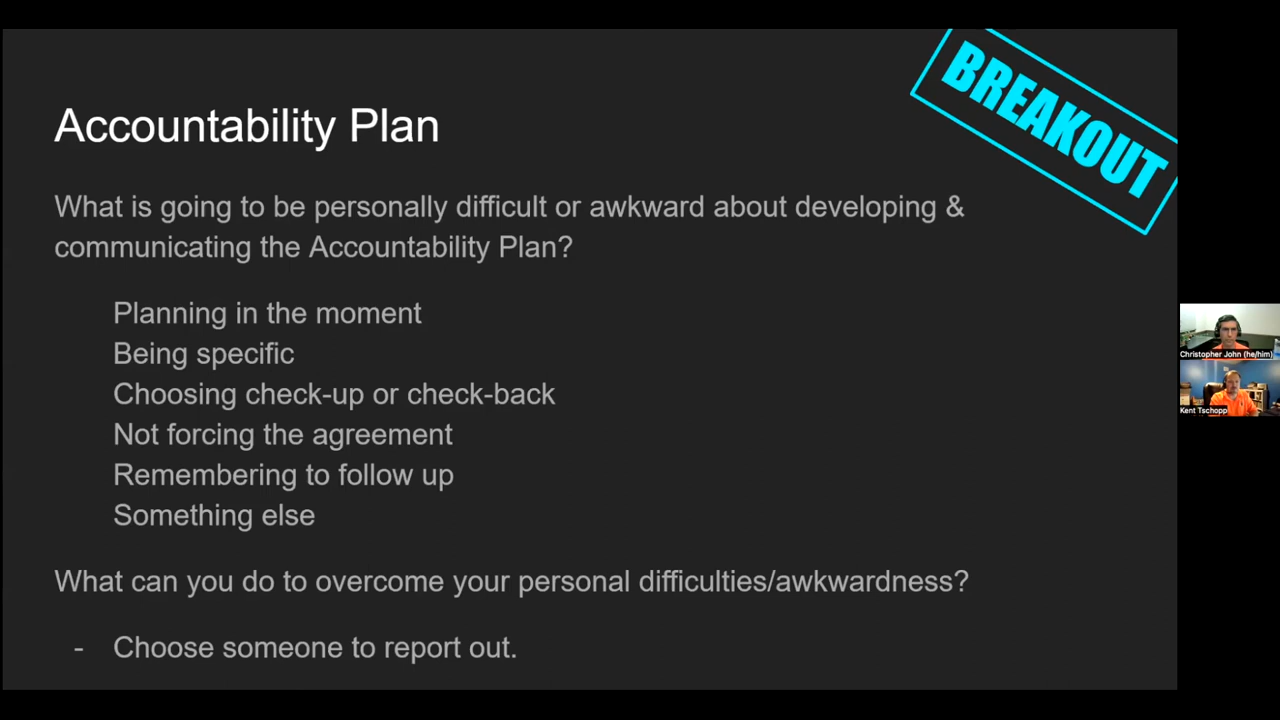 BREAKOUT
Accountability Plan
What is going to be personally difficult or awkward about developing &
communicating the Accountability Plan?
Planning in the moment
Being specific
Choosing check-up or check-back
Not forcing the agreement
Remembering to follow up
Something else
What can you do to overcome your personal difficulties/awkwardness?
- Choose someone to report out.
Christopher John (he/him)
Kent Tschopp